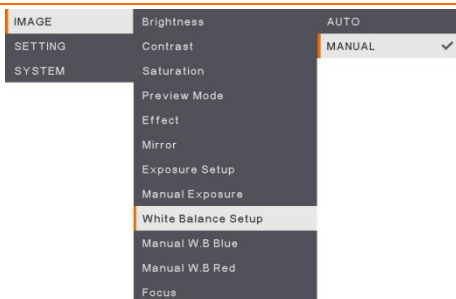 IMAGE
SETTING
SYSTEM
Brightness
Contrast
Saturation
Preview Mode
Effect
Mirror
Exposure Setup
Manual Exposure
White Balance Setup
Manual W.B Blue
Manual W.B Red
Focus
AUTO
MANUAL